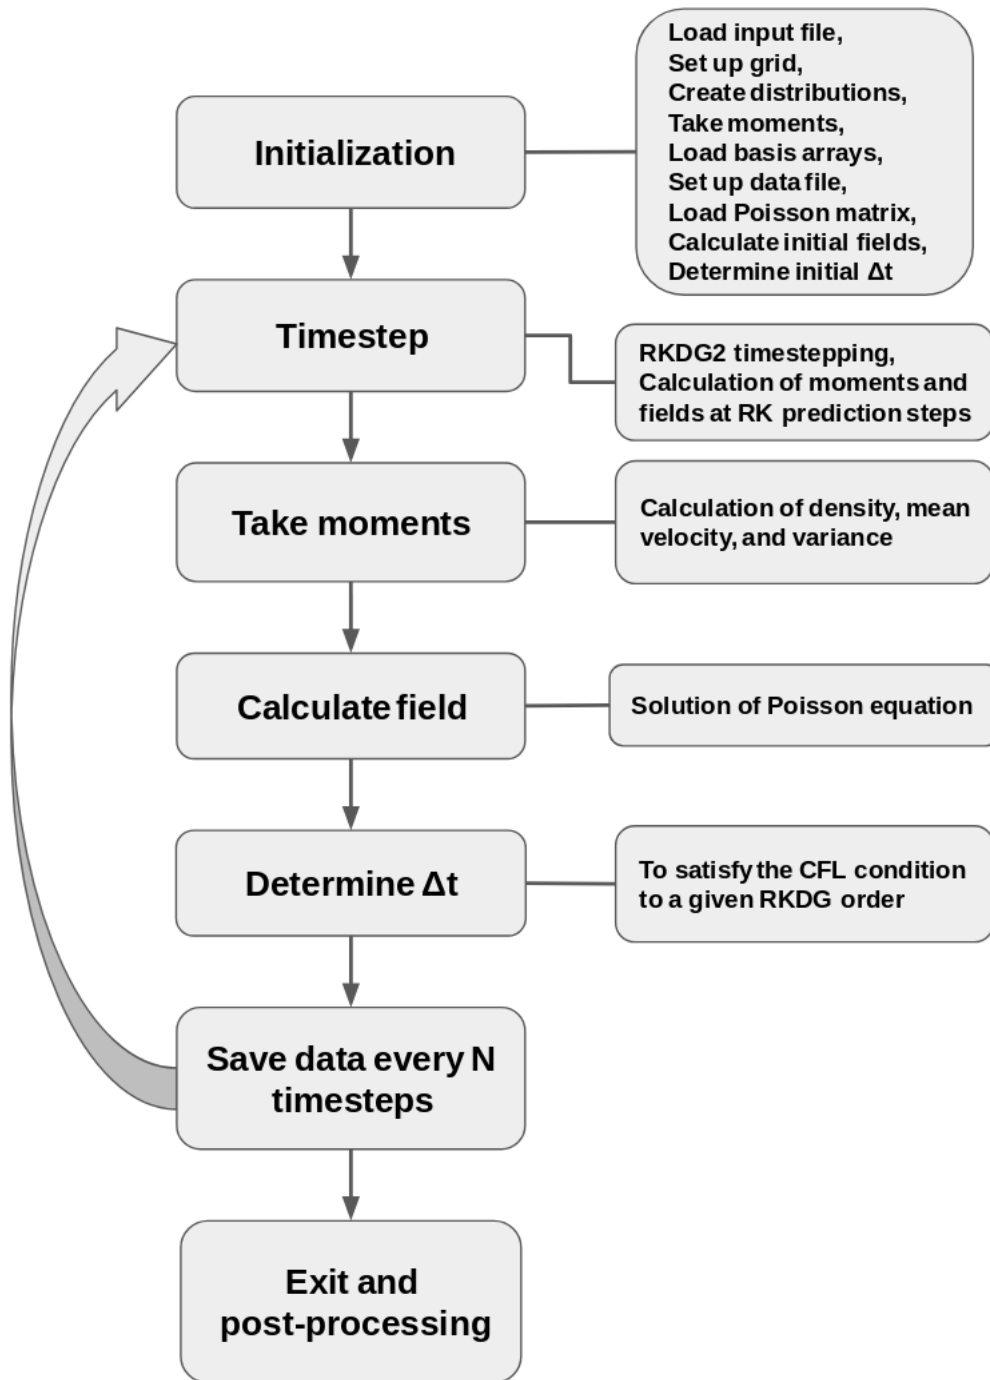 Initialization
Load input file,
Set up grid,
Create distributions,
Take moments,
Load basis arrays,
Set up data file,
Load Poisson matrix,
Calculate initial fields,
Determine initial Δt
Timestep
RKDG2 timestepping,
Calculation of moments and
fields at RK prediction steps
Take moments
Calculation of density, mean
velocity, and variance
Calculate field
Solution of Poisson equation
Determine Δt
To satisfy the CFL condition
to a given RKDG order
Save data every N
timesteps
Exit and
post-processing